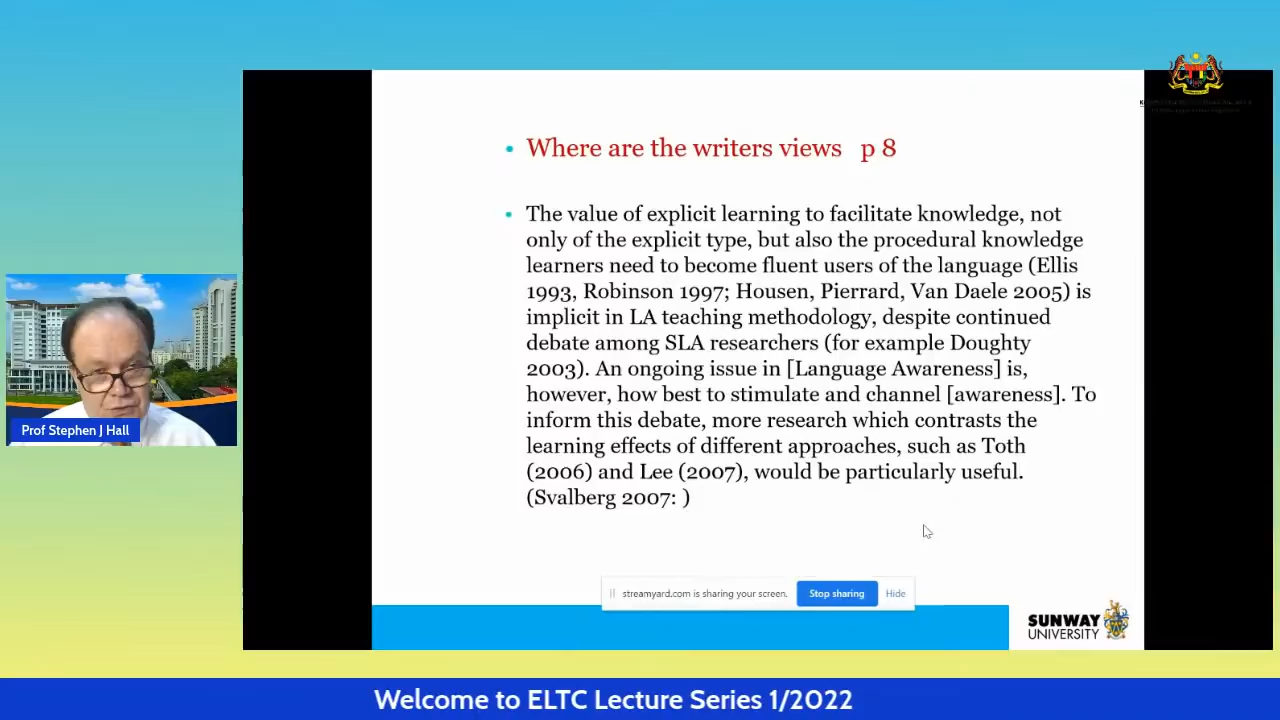 Where are the writers views p 8
The value of explicit learning to facilitate knowledge, not
only of the explicit type, but also the procedural knowledge
learners need to become fluent users of the language (Ellis
1993, Robinson 1997; Housen, Pierrard, Van Daele 2005) is
implicit in LA teaching methodology, despite continued
debate among SLA researchers (for example Doughty
2003). An ongoing issue in [Language Awareness] is,
however, how best to stimulate and channel [awareness]. To
inform this debate, more research which contrasts the
learning effects of different approaches, such as Toth
(2006) and Lee (2007), would be particularly useful.
(Svalberg 2007: )
Prof Stephen J Hall
streamyard.com is sharing your screen. Stop sharing Hide
SUNWAY
UNIVERSITY
Welcome to ELTC Lecture Series 1/2022